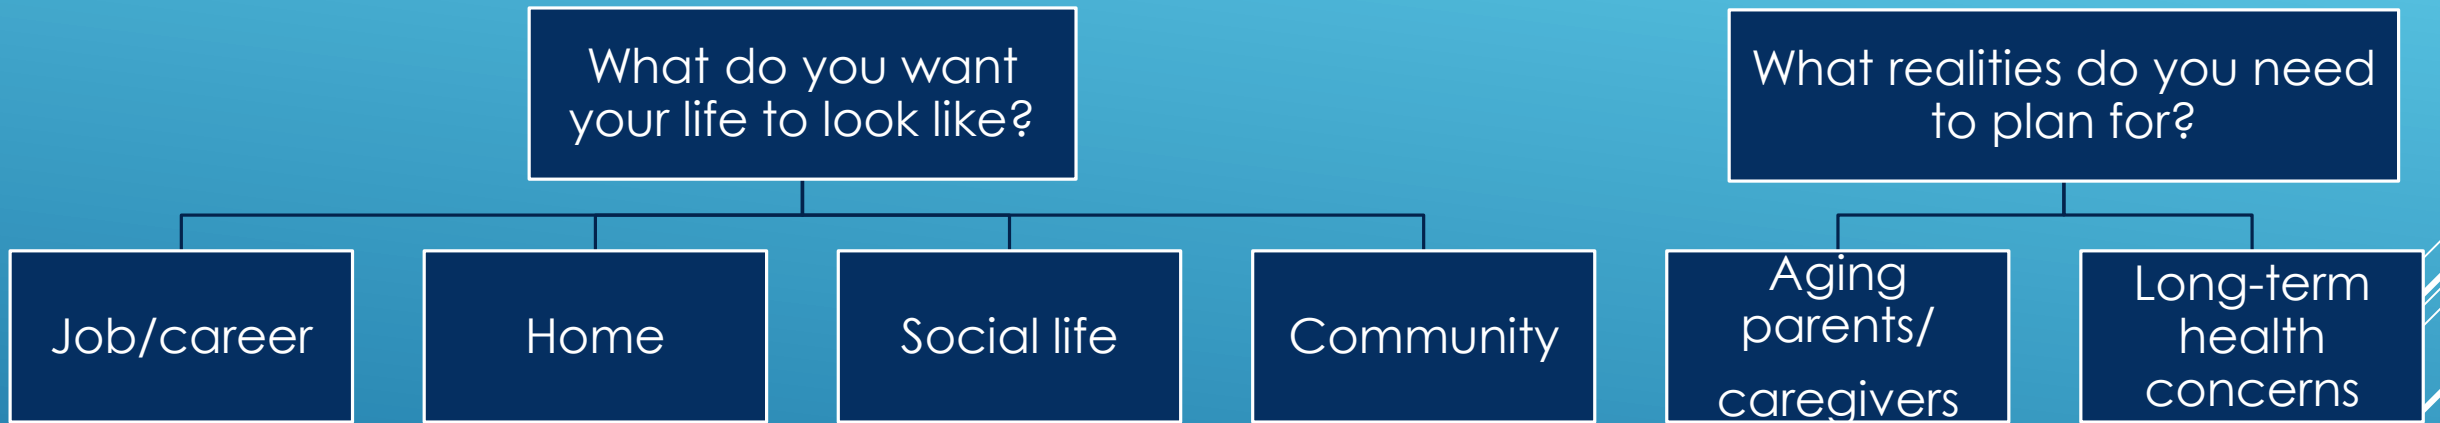 What do you want
your life to look like?
What realities do you need
to plan for?
Job/career
Home
Social life
Community
Aging
parents/
caregivers
Long-term
health
concerns